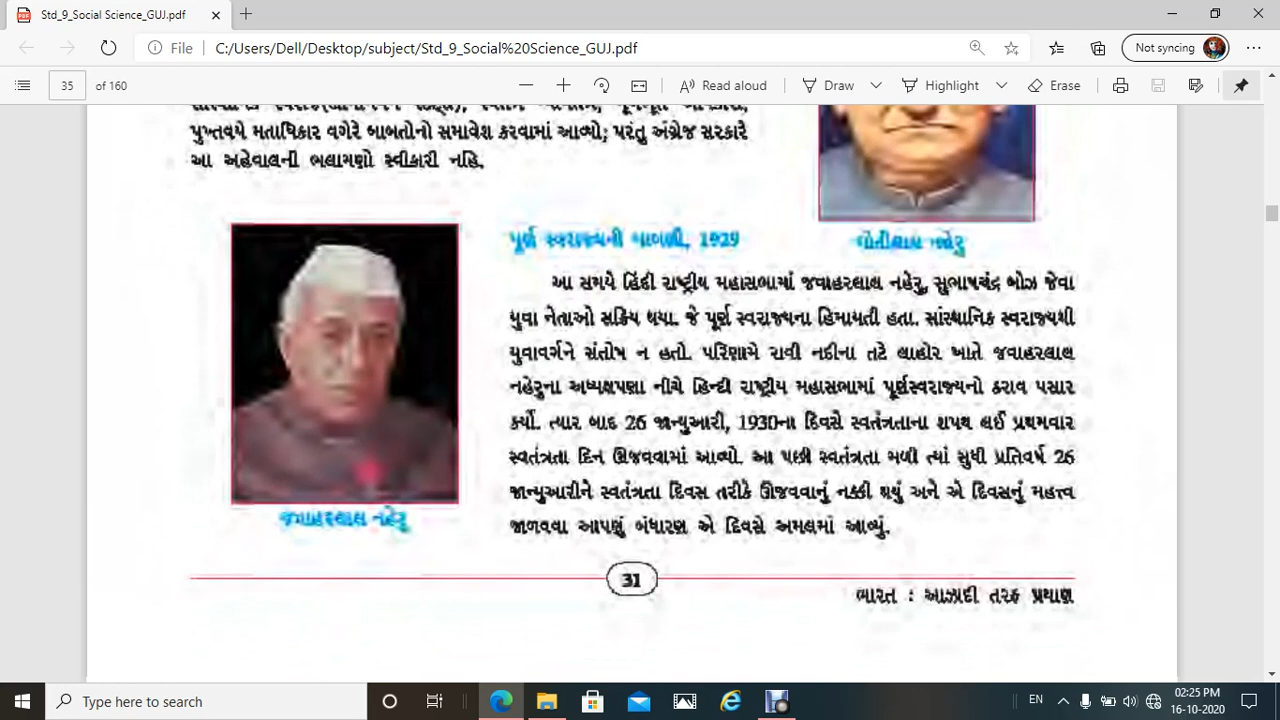 Std_9_Social Science_GUJ.pdf
File C:/Users/Dell/Desktop/subject/Std_9_Social%20Science_GUJ.pdf
Not syncing
35 of 160
Read aloud Draw Highlight Erase
પુખ્તવયે મતાધિકાર વગેરે બાબતોનો સમાવેશ કરવામાં આવ્યો; પરંતુ અંગ્રેજ સરકારે
આ અહેવાલની ભલામણો સ્વીકારી નહિ.
મોતીલાલ નહેરુ
પૂર્ણ સ્વરાજ્યની માગણી, 1929
આ સમયે હિંદી રાષ્ટ્રીય મહાસભામાં જવાહરલાલ નહેરુ, સુભાષચંદ્ર બોઝ જેવા
યુવા નેતાઓ સક્રિય થયા. જે પૂર્ણ સ્વરાજ્યના હિમાયતી હતા. સાંસ્થાનિક સ્વરાજ્યથી
યુવાવર્ગને સંતોષ ન હતો. પરિણામે રાવી નદીના તટે લાહોર ખાતે જવાહરલાલ
નહેરુના અધ્યક્ષપણા નીચે હિન્દી રાષ્ટ્રીય મહાસભામાં પૂર્ણસ્વરાજ્યનો ઠરાવ પસાર
કર્યો. ત્યાર બાદ 26 જાન્યુઆરી, 1930ના દિવસે સ્વતંત્રતાના શપથ લઈ પ્રથમવાર
સ્વતંત્રતા દિન ઊજવવામાં આવ્યો. આ પછી સ્વતંત્રતા મળી ત્યાં સુધી પ્રતિવર્ષ 26
જાન્યુઆરીને સ્વતંત્રતા દિવસ તરીકે ઊજવવાનું નક્કી થયું અને એ દિવસનું મહત્ત્વ
જાળવવા આપણું બંધારણ એ દિવસે અમલમાં આવ્યું.
જવાહરલાલ નહેરુ
31
ભારત : આઝાદી તરફ પ્રયાણ
Type here to search
EN
02:25 PM
16-10-2020